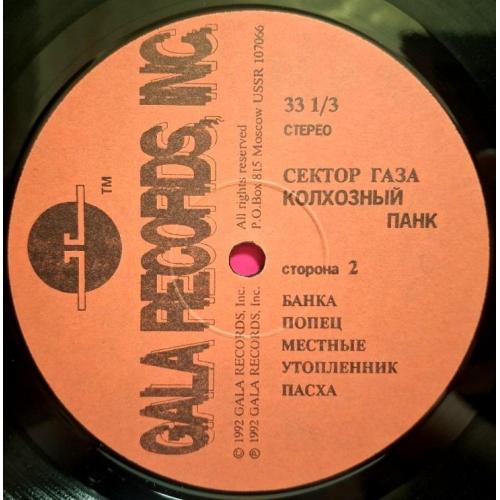 GALA RECORDS, INC.
TM
All rights reserved
P.O.Box 815 Moscow USSR 107066
© 1992 GALA RECORDS, Inc.
℗ 1992 GALA RECORDS, Inc.
33 1/3
СТЕРЕО
СЕКТОР ГАЗА
КОЛХОЗНЫЙ
ПАНК
сторона 2
БАНКА
ПОПЕЦ
МЕСТНЫЕ
УТОПЛЕННИК
ПАСХА